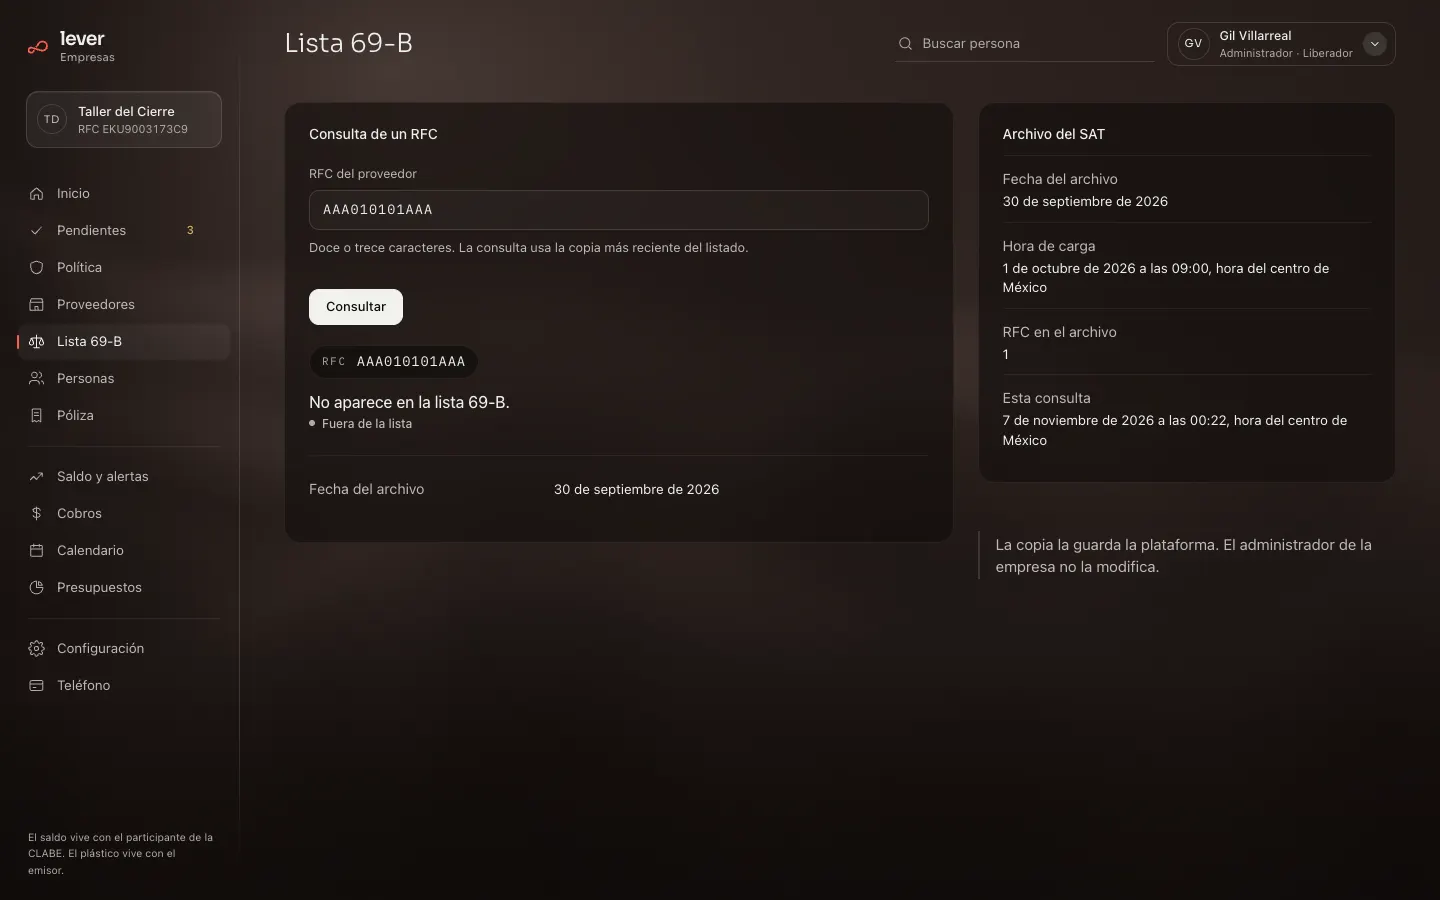 lever
Empresas
TD
Taller del Cierre
RFC EKU9003173C9
Inicio
Pendientes 3
Política
Proveedores
Lista 69-B
Personas
Póliza
Saldo y alertas
Cobros
Calendario
Presupuestos
Configuración
Teléfono
El saldo vive con el participante de la
CLABE. El plástico vive con el
emisor.
Lista 69-B
Buscar persona
GV
Gil Villarreal
Administrador · Liberador
Consulta de un RFC
RFC del proveedor
AAA010101AAA
Doce o trece caracteres. La consulta usa la copia más reciente del listado.
Consultar
RFC AAA010101AAA
No aparece en la lista 69-B.
Fuera de la lista
Fecha del archivo 30 de septiembre de 2026
Archivo del SAT
Fecha del archivo
30 de septiembre de 2026
Hora de carga
1 de octubre de 2026 a las 09:00, hora del centro de
México
RFC en el archivo
1
Esta consulta
7 de noviembre de 2026 a las 00:22, hora del centro de
México
La copia la guarda la plataforma. El administrador de la
empresa no la modifica.